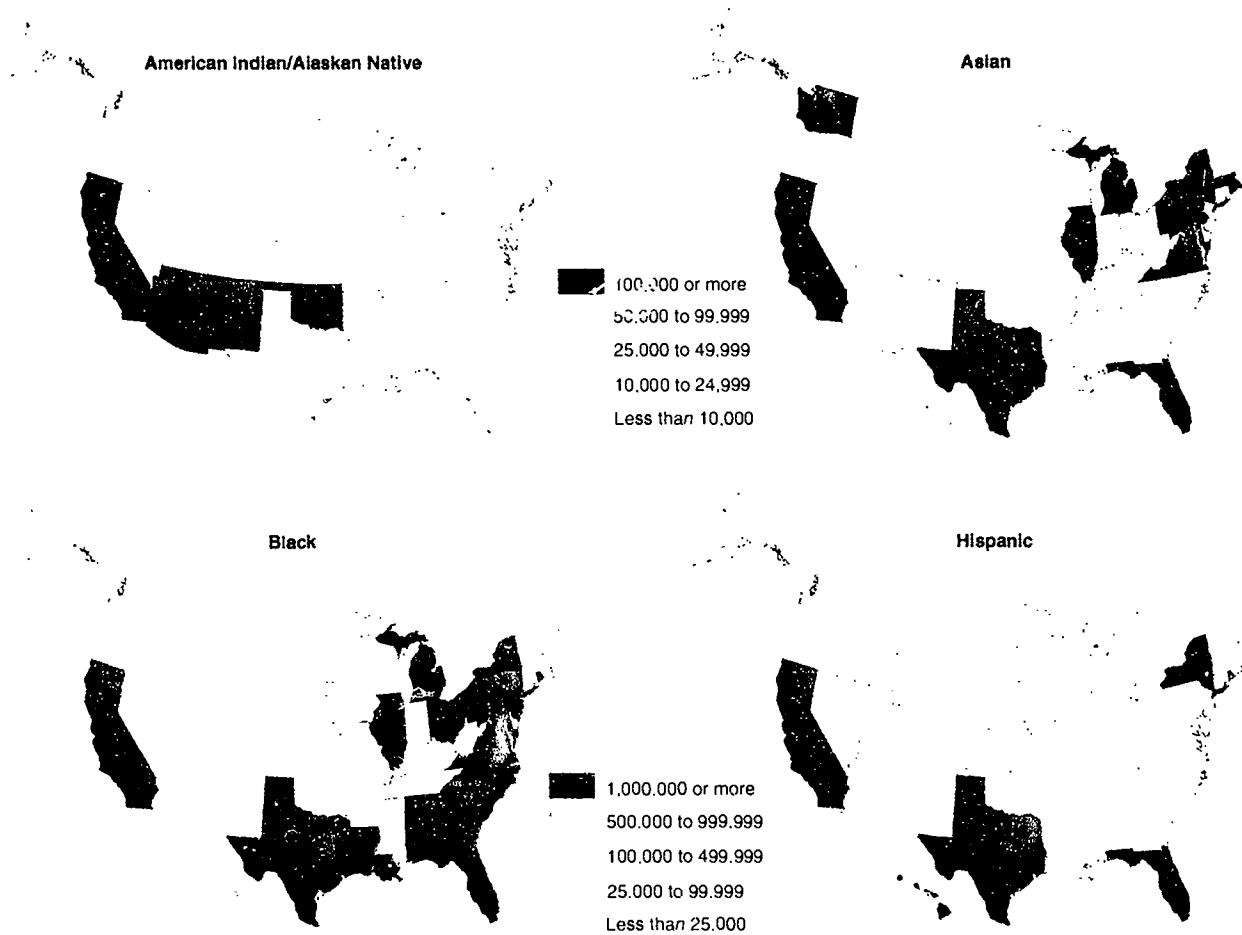 American Indian/Alaskan Native
Asian
100.000 or more
50.000 to 99.999
25.000 to 49.999
10.000 to 24,999
Less than 10.000
Black
Hispanic
1,000.000 or more
500.000 to 999.999
100.000 to 499.999
25.000 to 99.999
Less than 25.000